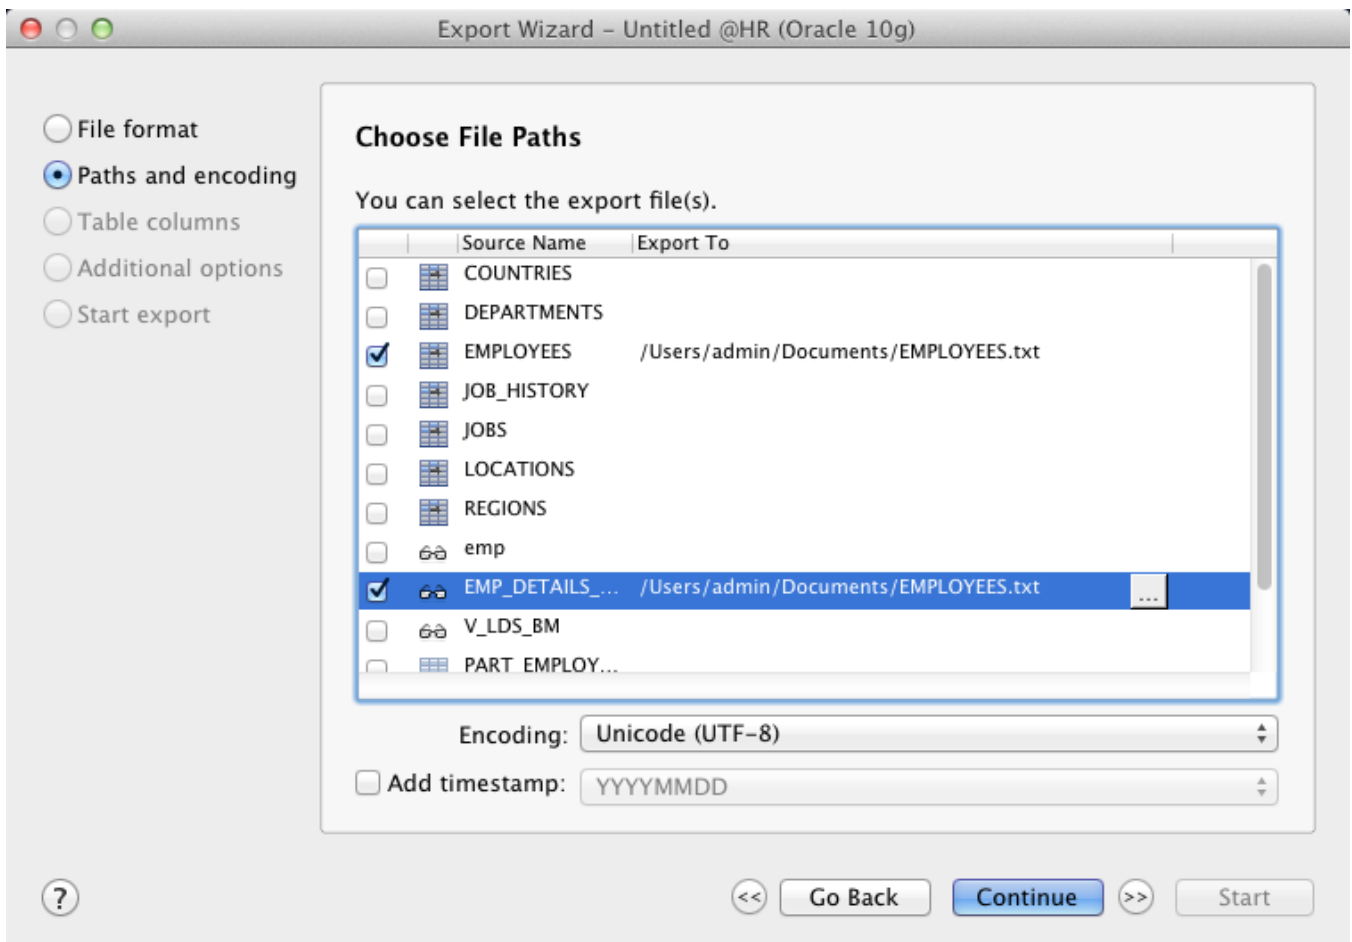 Export Wizard – Untitled @HR (Oracle 10g)
File format
Paths and encoding
Table columns
Additional options
Start export
Choose File Paths
You can select the export file(s).
Source Name Export To
COUNTRIES
DEPARTMENTS
EMPLOYEES /Users/admin/Documents/EMPLOYEES.txt
JOB_HISTORY
JOBS
LOCATIONS
REGIONS
emp
EMP_DETAILS_... /Users/admin/Documents/EMPLOYEES.txt ...
V_LDS_BM
PART_EMPLOY...
Encoding: Unicode (UTF-8)
Add timestamp: YYYYMMDD
? << Go Back Continue >> Start